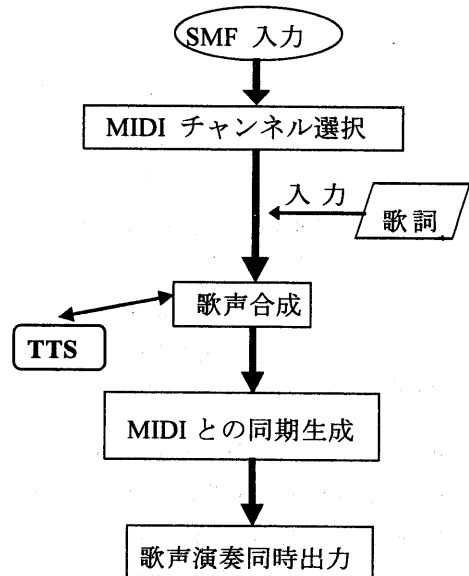 SMF 入力
MIDI チャンネル選択
入 力
歌詞
歌声合成
TTS
MIDI との同期生成
歌声演奏同時出力